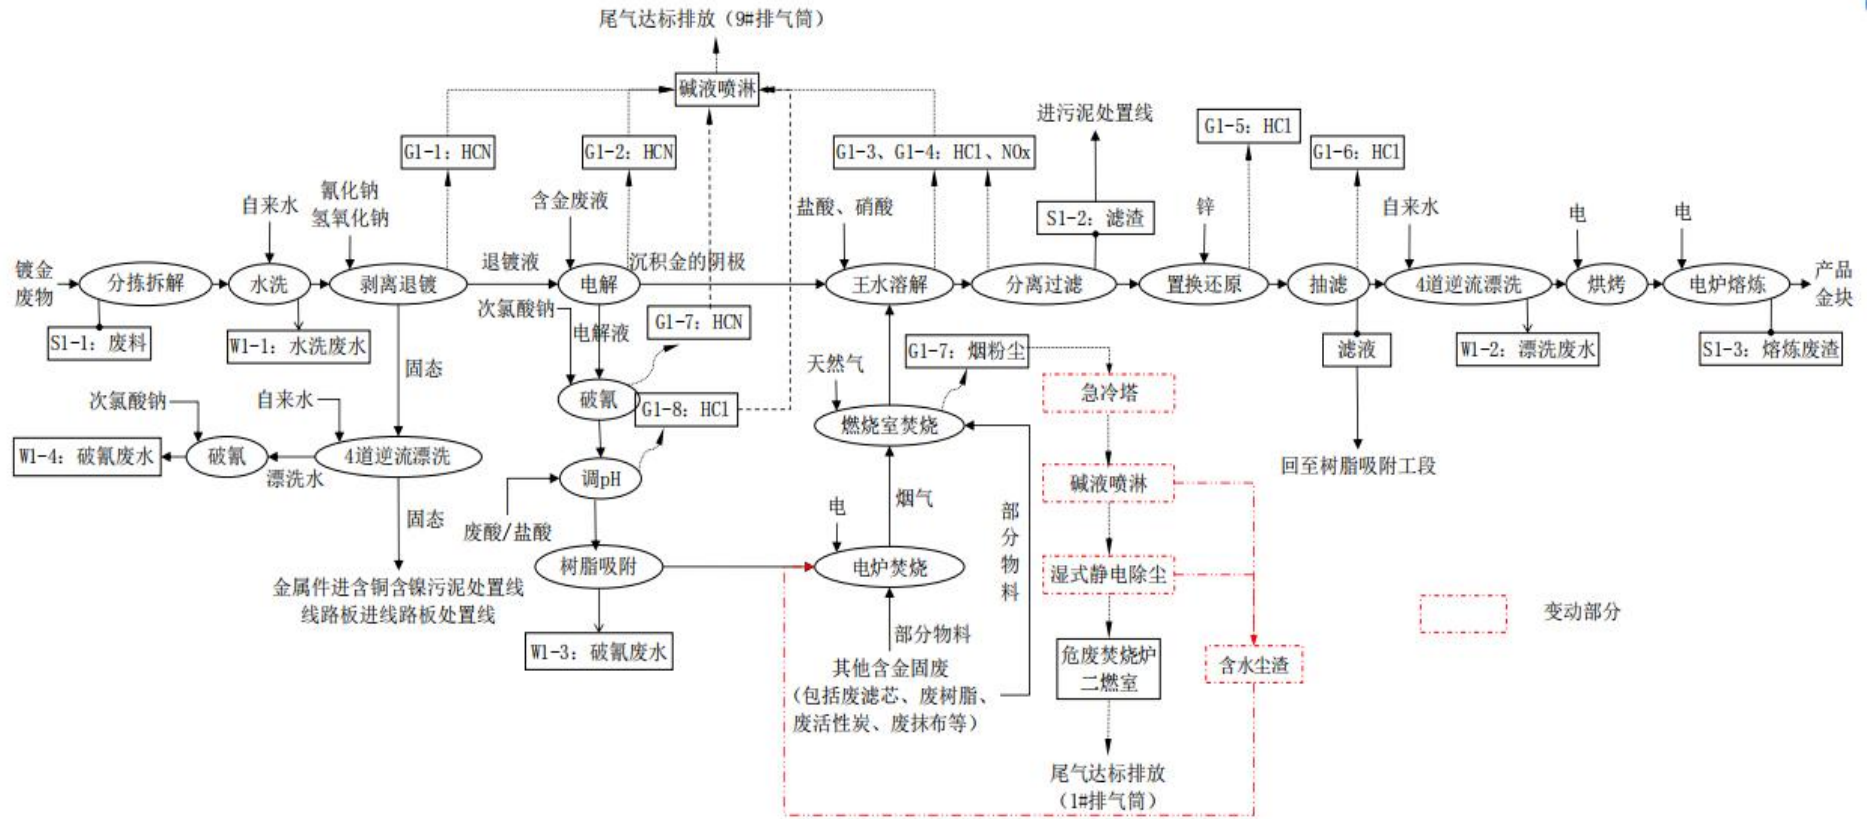 尾气达标排放（9#排气筒）
碱液喷淋
进污泥处置线
G1-5：HCl
G1-1：HCN
G1-2：HCN
G1-3、G1-4：HCl、NOx
G1-6：HCl
氰化钠
氢氧化钠
自来水
含金废液
盐酸、硝酸
S1-2：滤渣
锌
自来水
电
电
镀金
废物
分拣拆解
水洗
剥离退镀
退镀液
电解
沉积金的阴极
王水溶解
分离过滤
置换还原
抽滤
4道逆流漂洗
烘烤
电炉熔炼
产品
金块
S1-1：废料
W1-1：水洗废水
次氯酸钠
电解液
G1-7：HCN
G1-7：烟粉尘
滤液
W1-2：漂洗废水
S1-3：熔炼废渣
固态
天然气
急冷塔
次氯酸钠
自来水
破氰
G1-8：HCl
燃烧室焚烧
W1-4：破氰废水
破氰
漂洗水
4道逆流漂洗
调pH
碱液喷淋
回至树脂吸附工段
固态
废酸/盐酸
电
烟气
部分物料
树脂吸附
电炉焚烧
湿式静电除尘
金属件进含铜含镍污泥处置线
线路板进线路板处置线
变动部分
W1-3：破氰废水
部分物料
其他含金固废
（包括废滤芯、废树脂、
废活性炭、废抹布等）
危废焚烧炉
二燃室
含水尘渣
尾气达标排放
（1#排气筒）